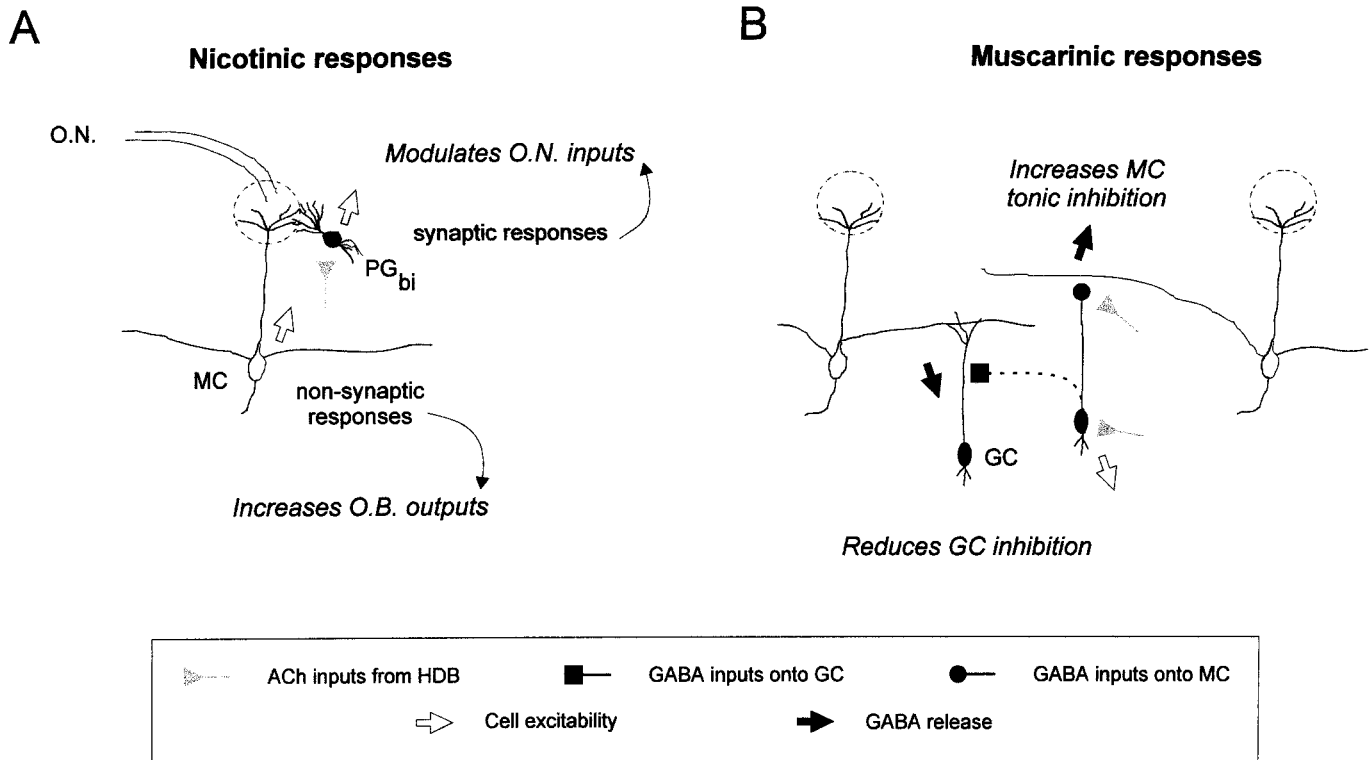 A
Nicotinic responses
O.N.
Modulates O.N. inputs
synaptic responses
PGbi
MC
non-synaptic
responses
Increases O.B. outputs
B
Muscarinic responses
Increases MC
tonic inhibition
GC
Reduces GC inhibition
ACh inputs from HDB
GABA inputs onto GC
GABA inputs onto MC
Cell excitability
GABA release